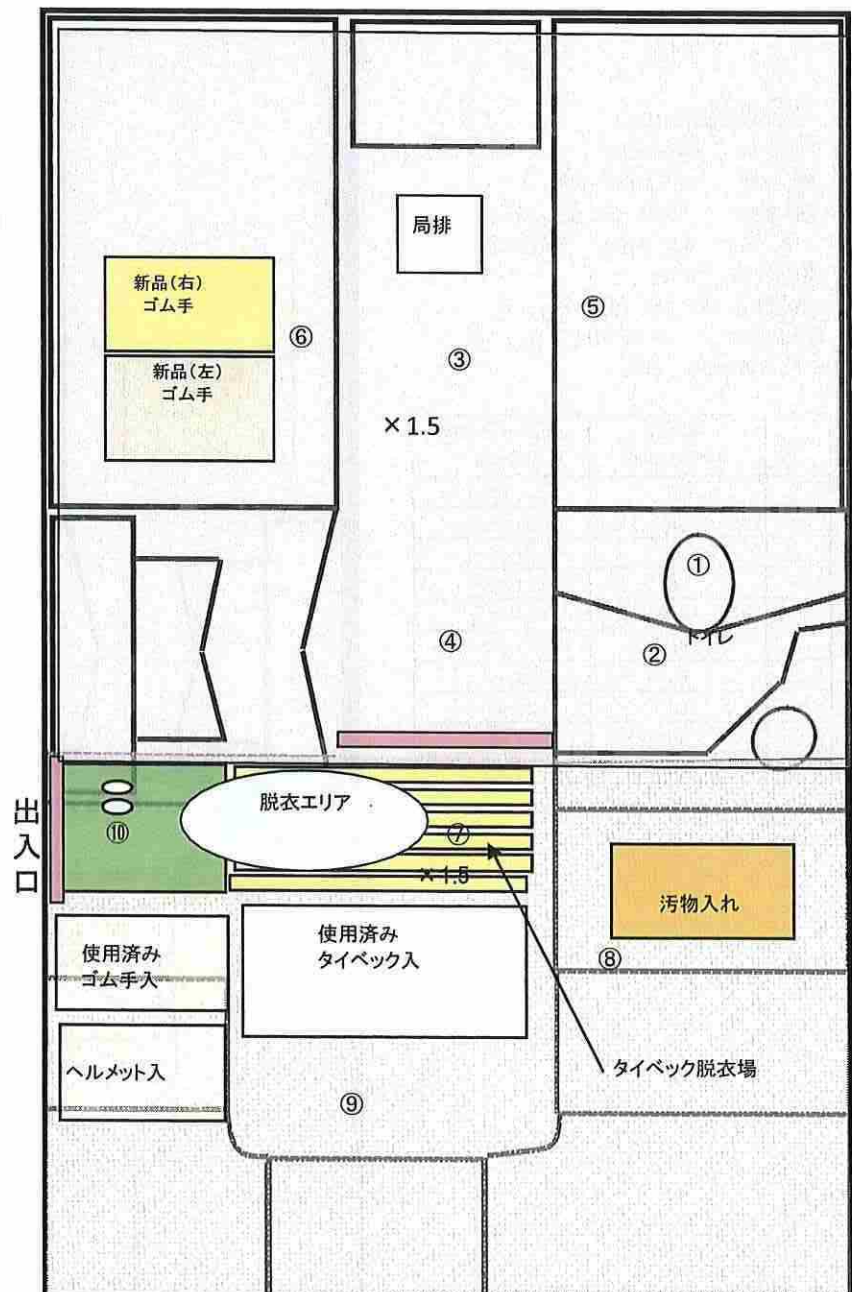 局排
新品(右)
ゴム手
⑥
⑤
③
新品(左)
ゴム手
×1.5
①
④
②
トイレ
出入口
脱衣エリア
⑩
⑦
×1.5
汚物入れ
使用済み
ゴム手入
使用済み
タイベック入
⑧
ヘルメット入
タイベック脱衣場
⑨